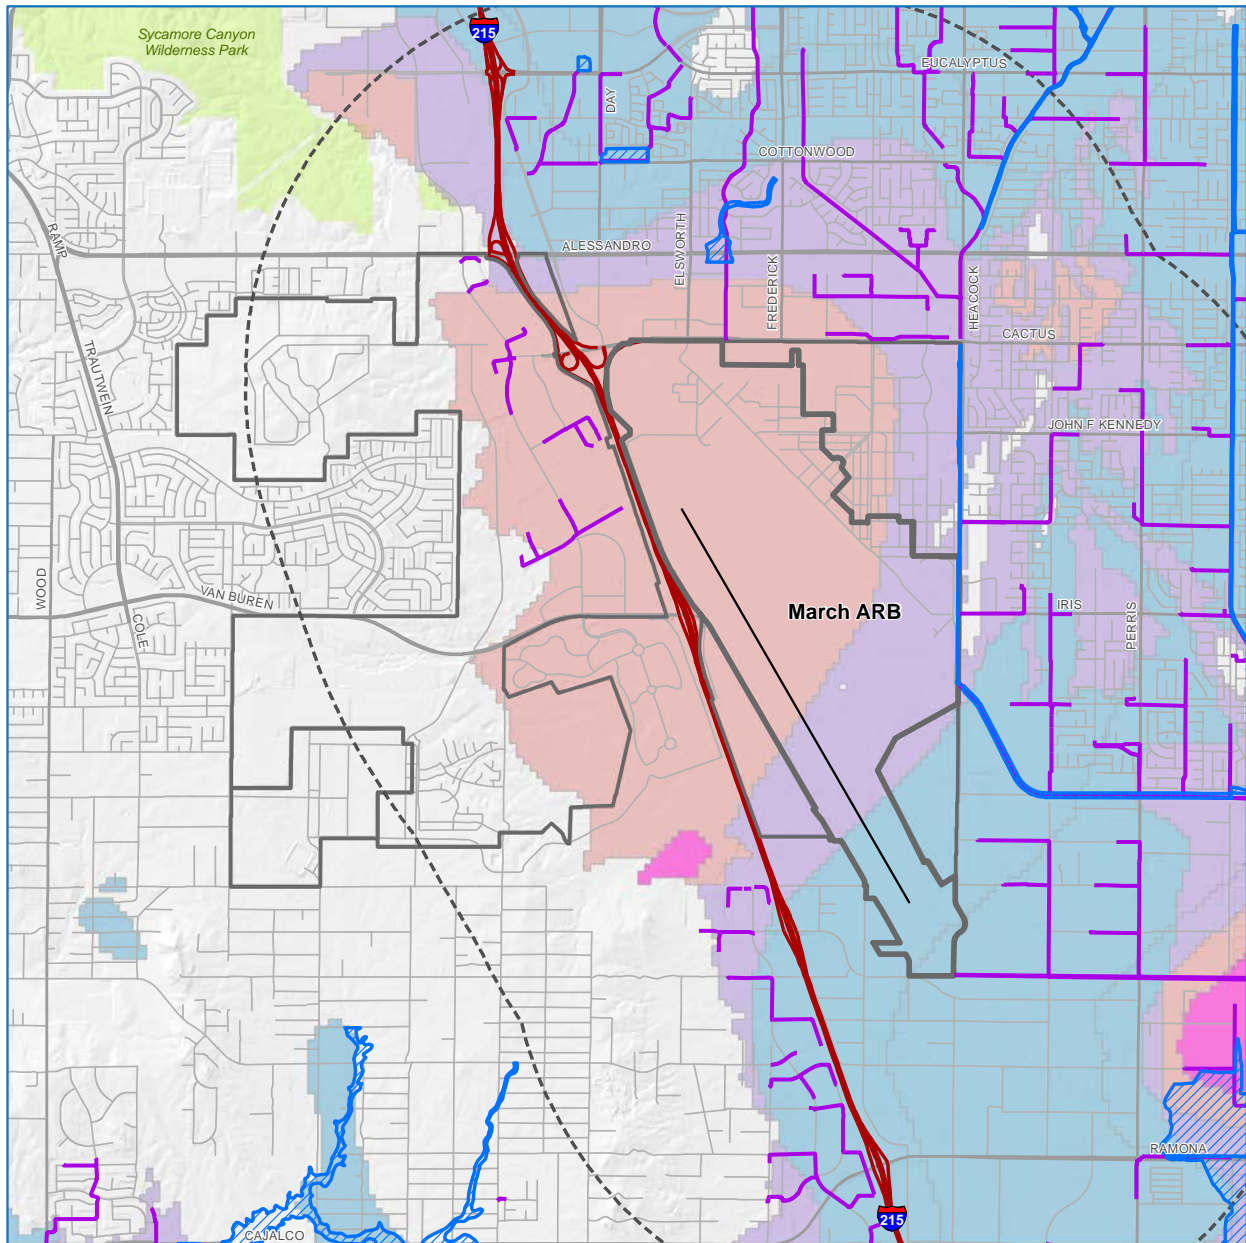 Sycamore Canyon
Wilderness Park
215
EUCALYPTUS
DAY
COTTONWOOD
RAMP
ALESSANDRO
ELSWORTH
FREDERICK
HEACOCK
CACTUS
TRAUTWEIN
JOHN F KENNEDY
WOOD
VAN BUREN
COLE
March ARB
IRIS
PERRIS
RAMONA
215
CAJALCO